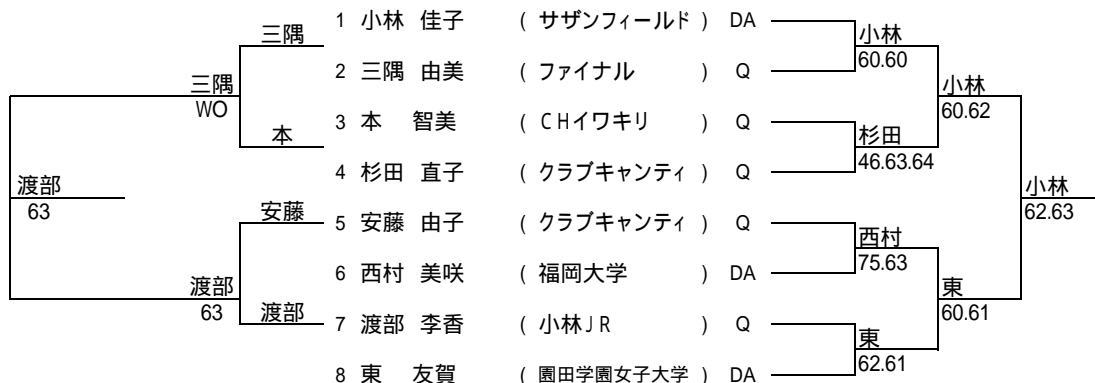 1 小林 佳子 ( サザンフィールド ) DA
三隅
小林
60.60
2 三隅 由美 ( ファイナル ) Q
三隅
WO
小林
60.62
3 本 智美 ( CHイワキリ ) Q
本
杉田
46.63.64
4 杉田 直子 ( クラブキャンティ ) Q
渡部
63
小林
62.63
安藤
5 安藤 由子 ( クラブキャンティ ) Q
西村
75.63
6 西村 美咲 ( 福岡大学 ) DA
渡部
63
東
60.61
渡部
7 渡部 李香 ( 小林JR ) Q
東
62.61
8 東 友賀 ( 園田学園女子大学 ) DA